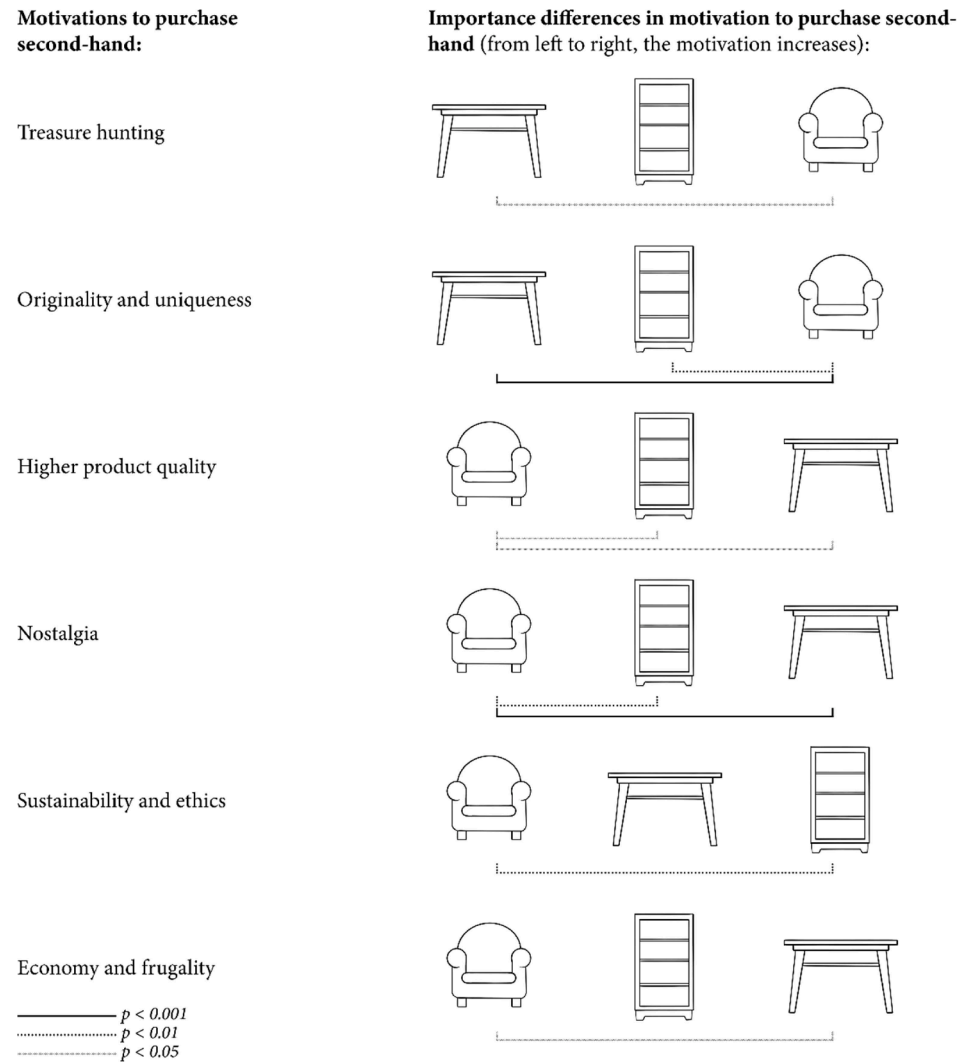 Motivations to purchase
second-hand:
Importance differences in motivation to purchase second-
hand (from left to right, the motivation increases):
Treasure hunting
Originality and uniqueness
Higher product quality
Nostalgia
Sustainability and ethics
Economy and frugality
p < 0.001
p < 0.01
p < 0.05